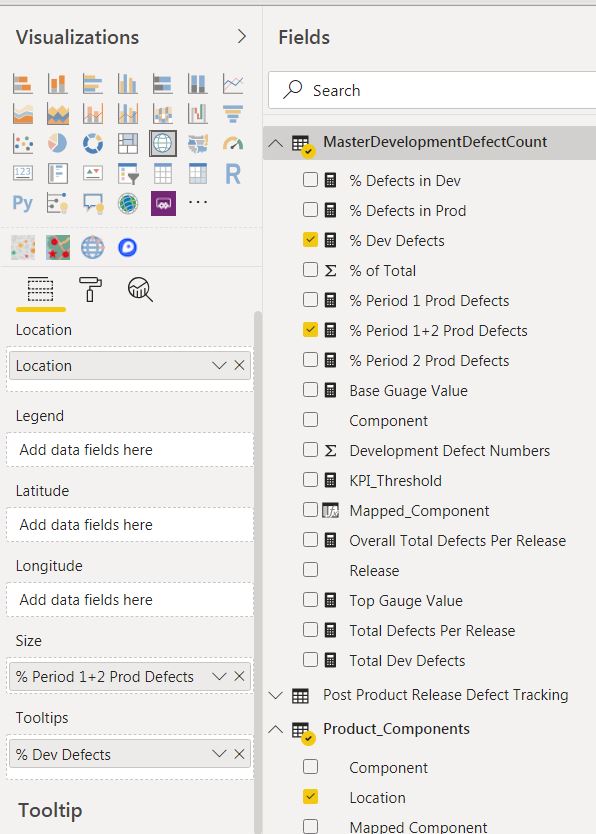 Visualizations
123
R
Py
Location
Location
Legend
Add data fields here
Latitude
Add data fields here
Longitude
Add data fields here
Size
% Period 1+2 Prod Defects
Tooltips
% Dev Defects
Tooltip
Fields
Search
MasterDevelopmentDefectCount
% Defects in Dev
% Defects in Prod
% Dev Defects
Σ % of Total
% Period 1 Prod Defects
% Period 1+2 Prod Defects
% Period 2 Prod Defects
Base Guage Value
Component
Σ Development Defect Numbers
KPI_Threshold
Mapped_Component
Overall Total Defects Per Release
Release
Top Gauge Value
Total Defects Per Release
Total Dev Defects
Post Product Release Defect Tracking
Product_Components
Component
Location
Mapped Component